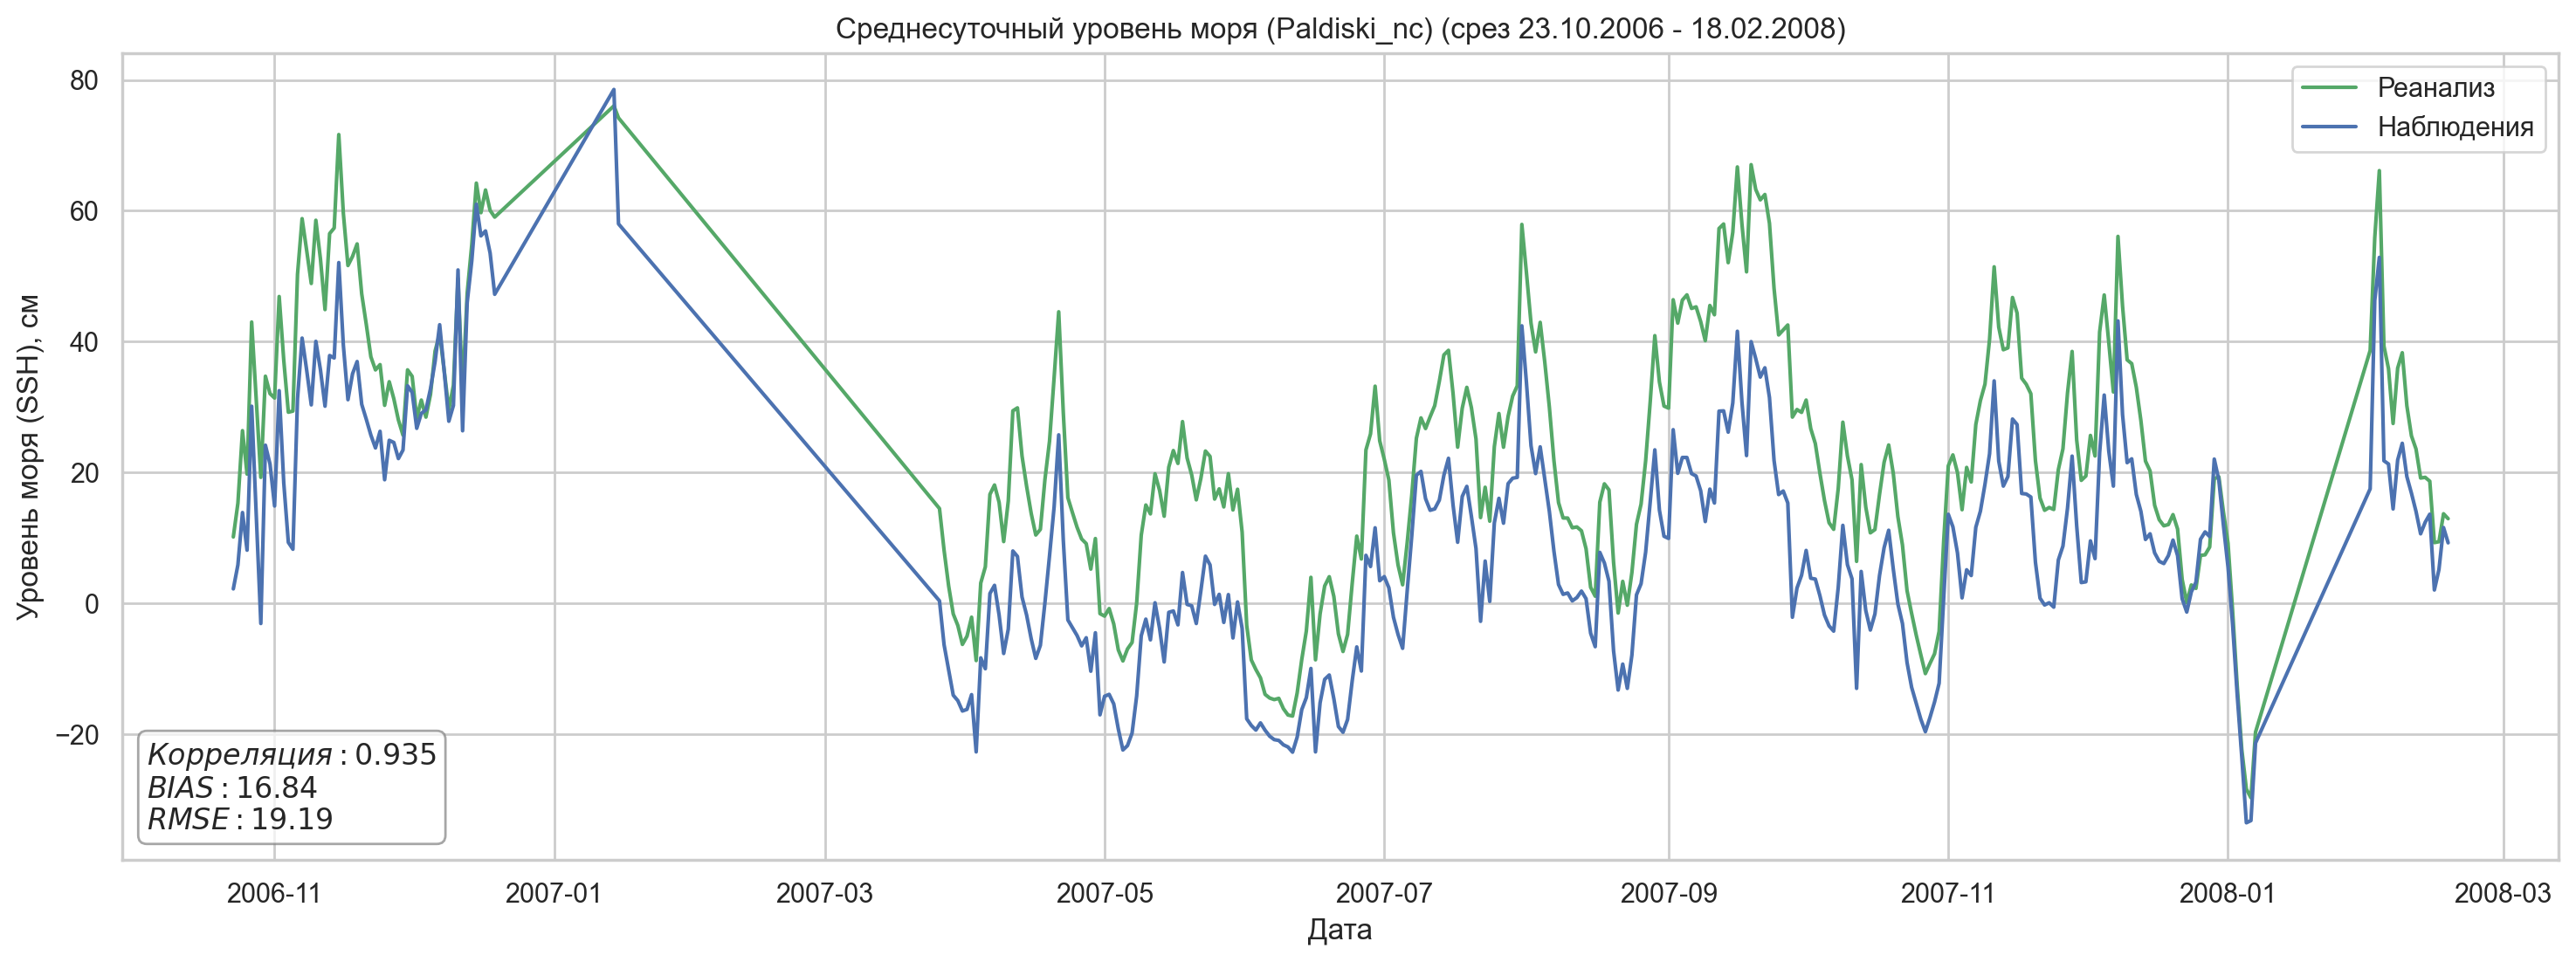 Среднесуточный уровень моря (Paldiski_nc) (срез 23.10.2006 - 18.02.2008)
80
60
40
20
0
−20
Уровень моря (SSH), см
Реанализ
Наблюдения
Корреляция : 0.935
BIAS : 16.84
RMSE : 19.19
2006-11 2007-01 2007-03 2007-05 2007-07 2007-09 2007-11 2008-01 2008-03
Дата